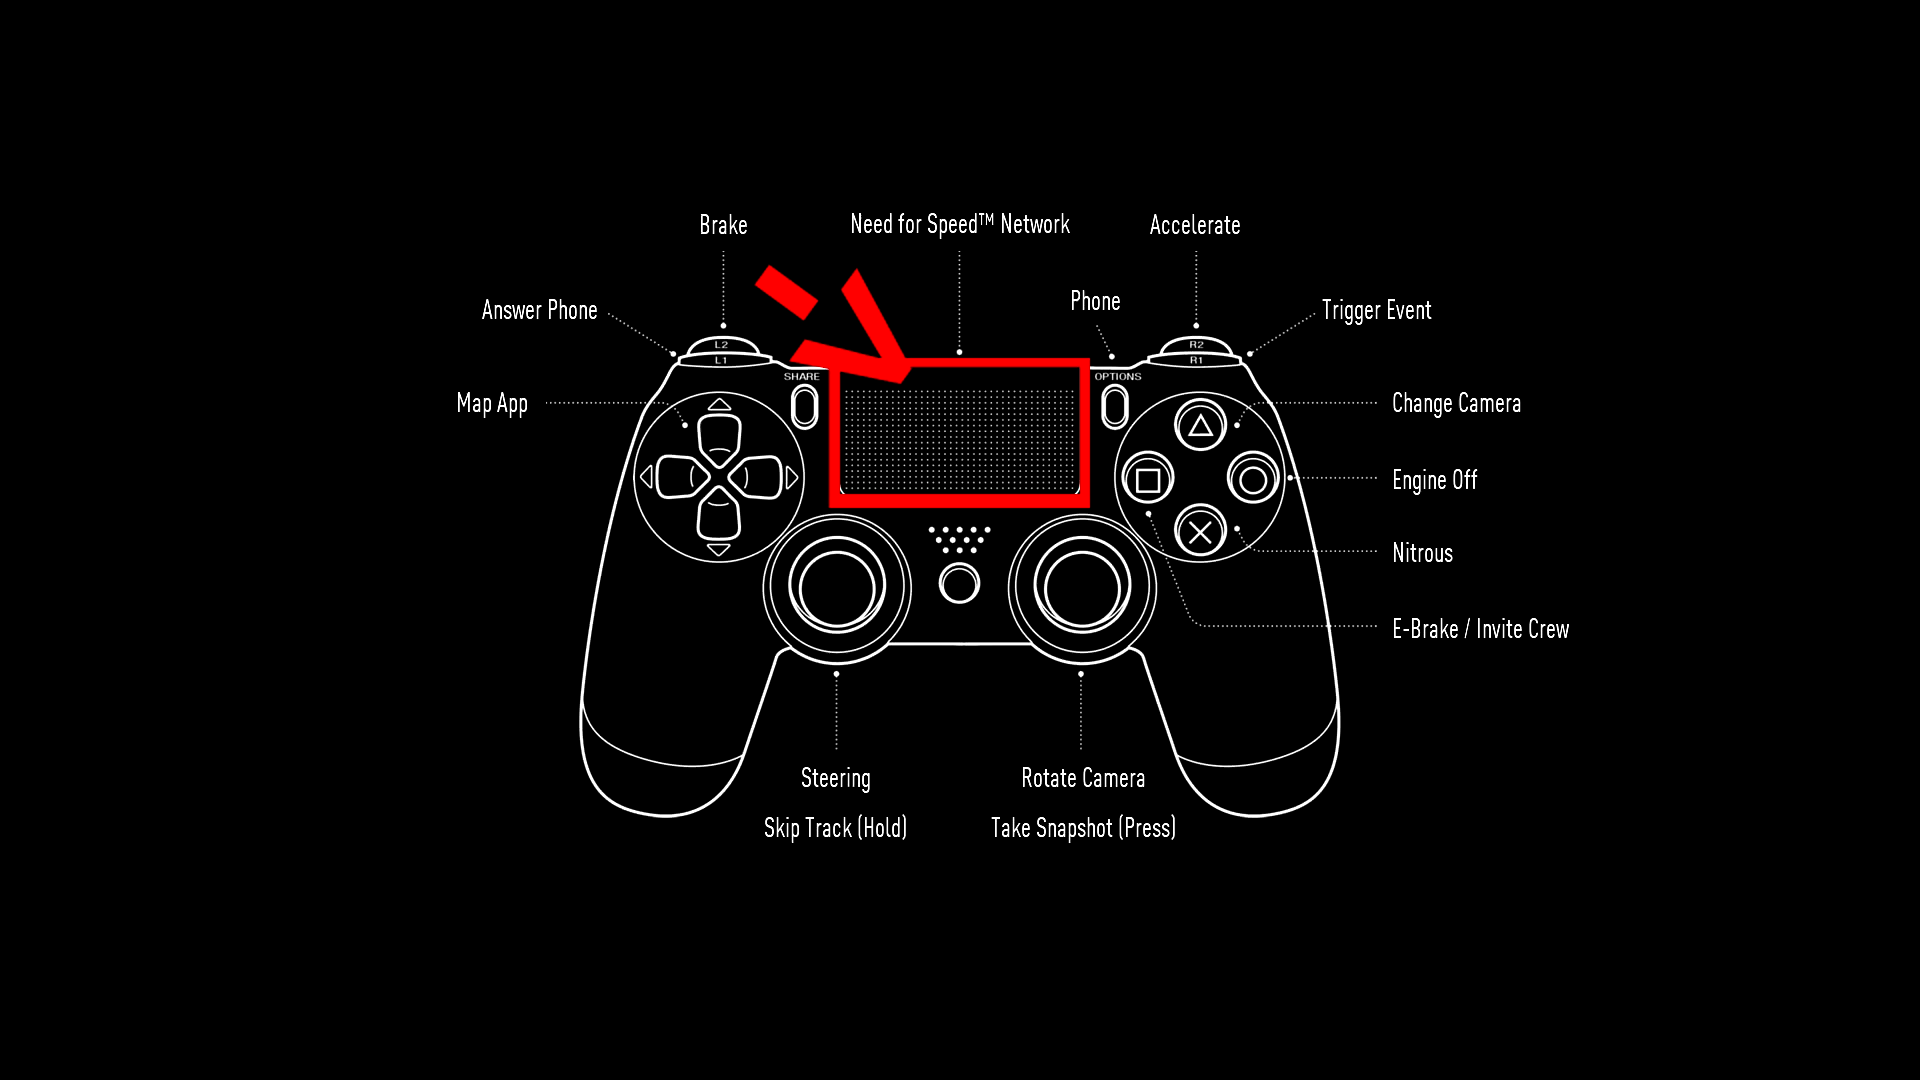 Brake
Need for Speed™ Network
Accelerate
Phone
Answer Phone
Trigger Event
L2
R2
L1
R1
SHARE
OPTIONS
Map App
Change Camera
Engine Off
Nitrous
E-Brake / Invite Crew
Steering
Rotate Camera
Skip Track (Hold)
Take Snapshot (Press)